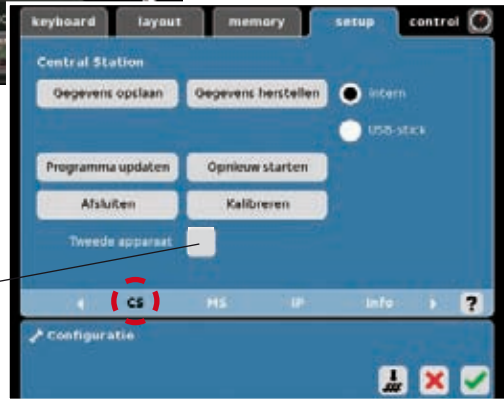 keyboard layout memory setup control
Central Station
Gegevens opslaan Gegevens herstellen Intern
USB-stick
Programma updaten Opnieuw starten
Afsluiten Kalibreren
Tweede apparaat
CS MS IP Info ?
Configuratie